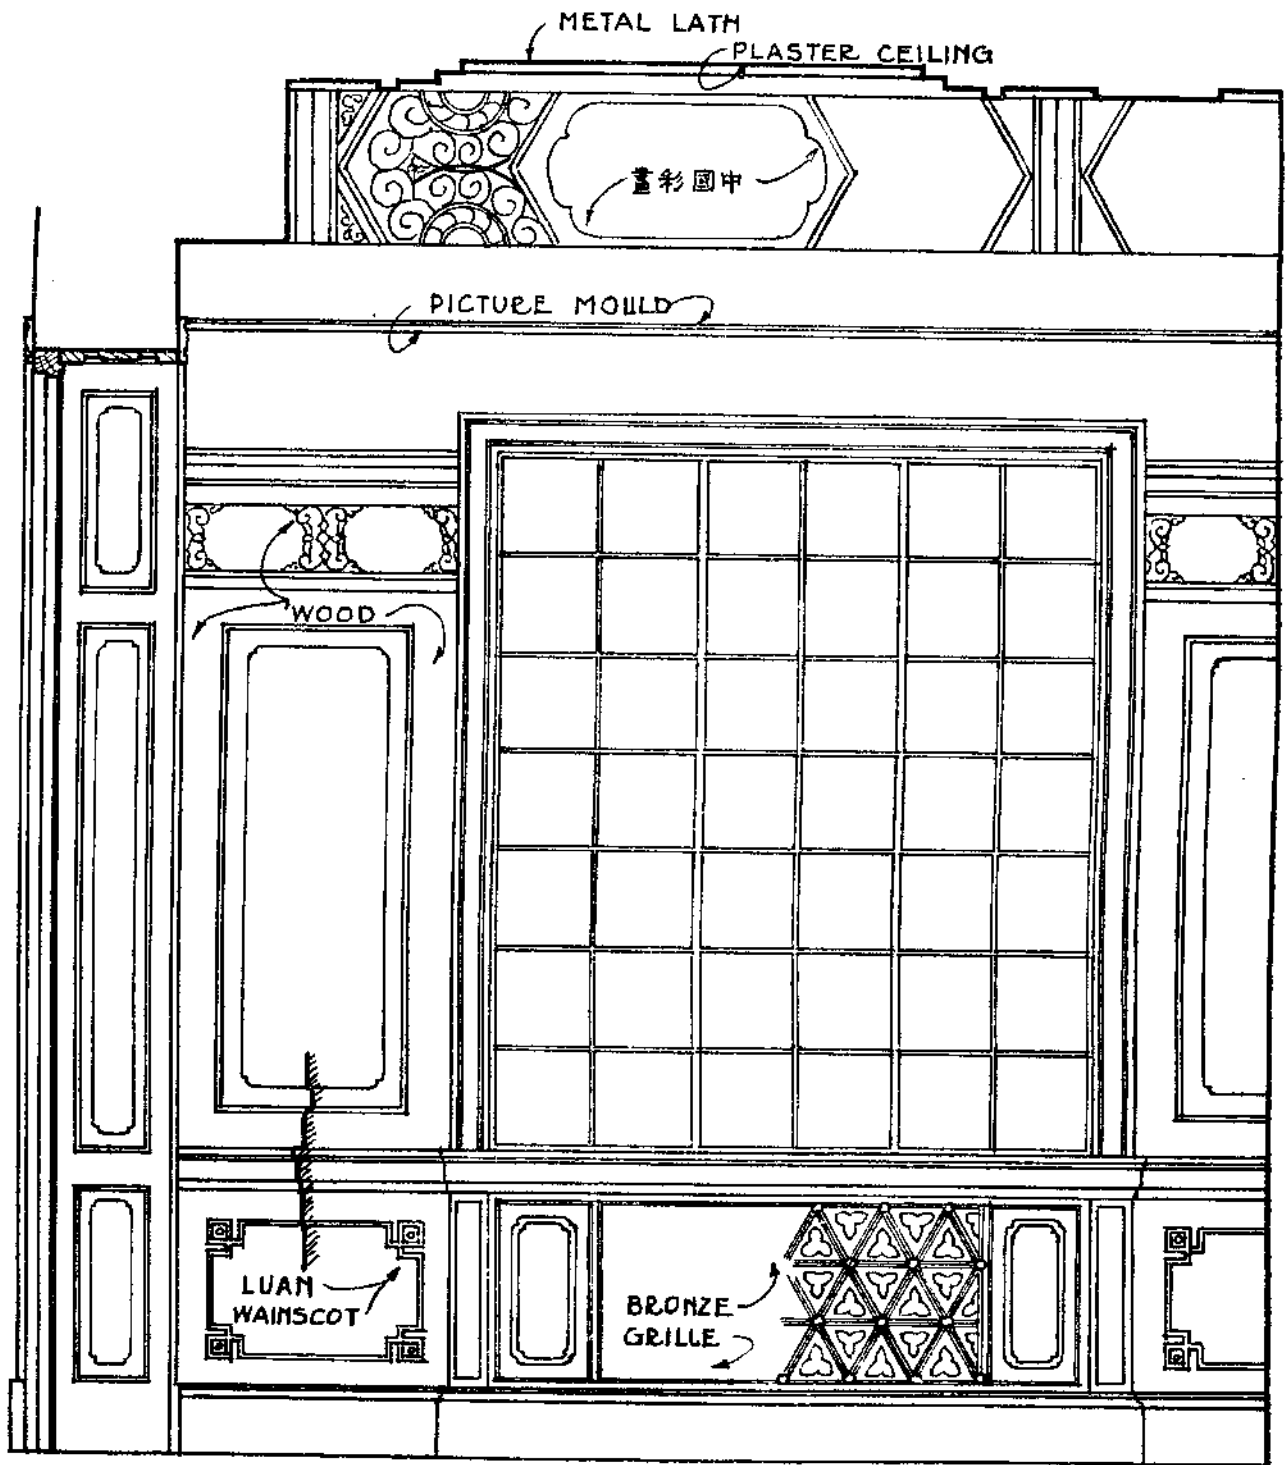 METAL LATH
PLASTER CEILING
畫彩國中
PICTURE MOULD
WOOD
LUAN
WAINSCOT
BRONZE
GRILLE